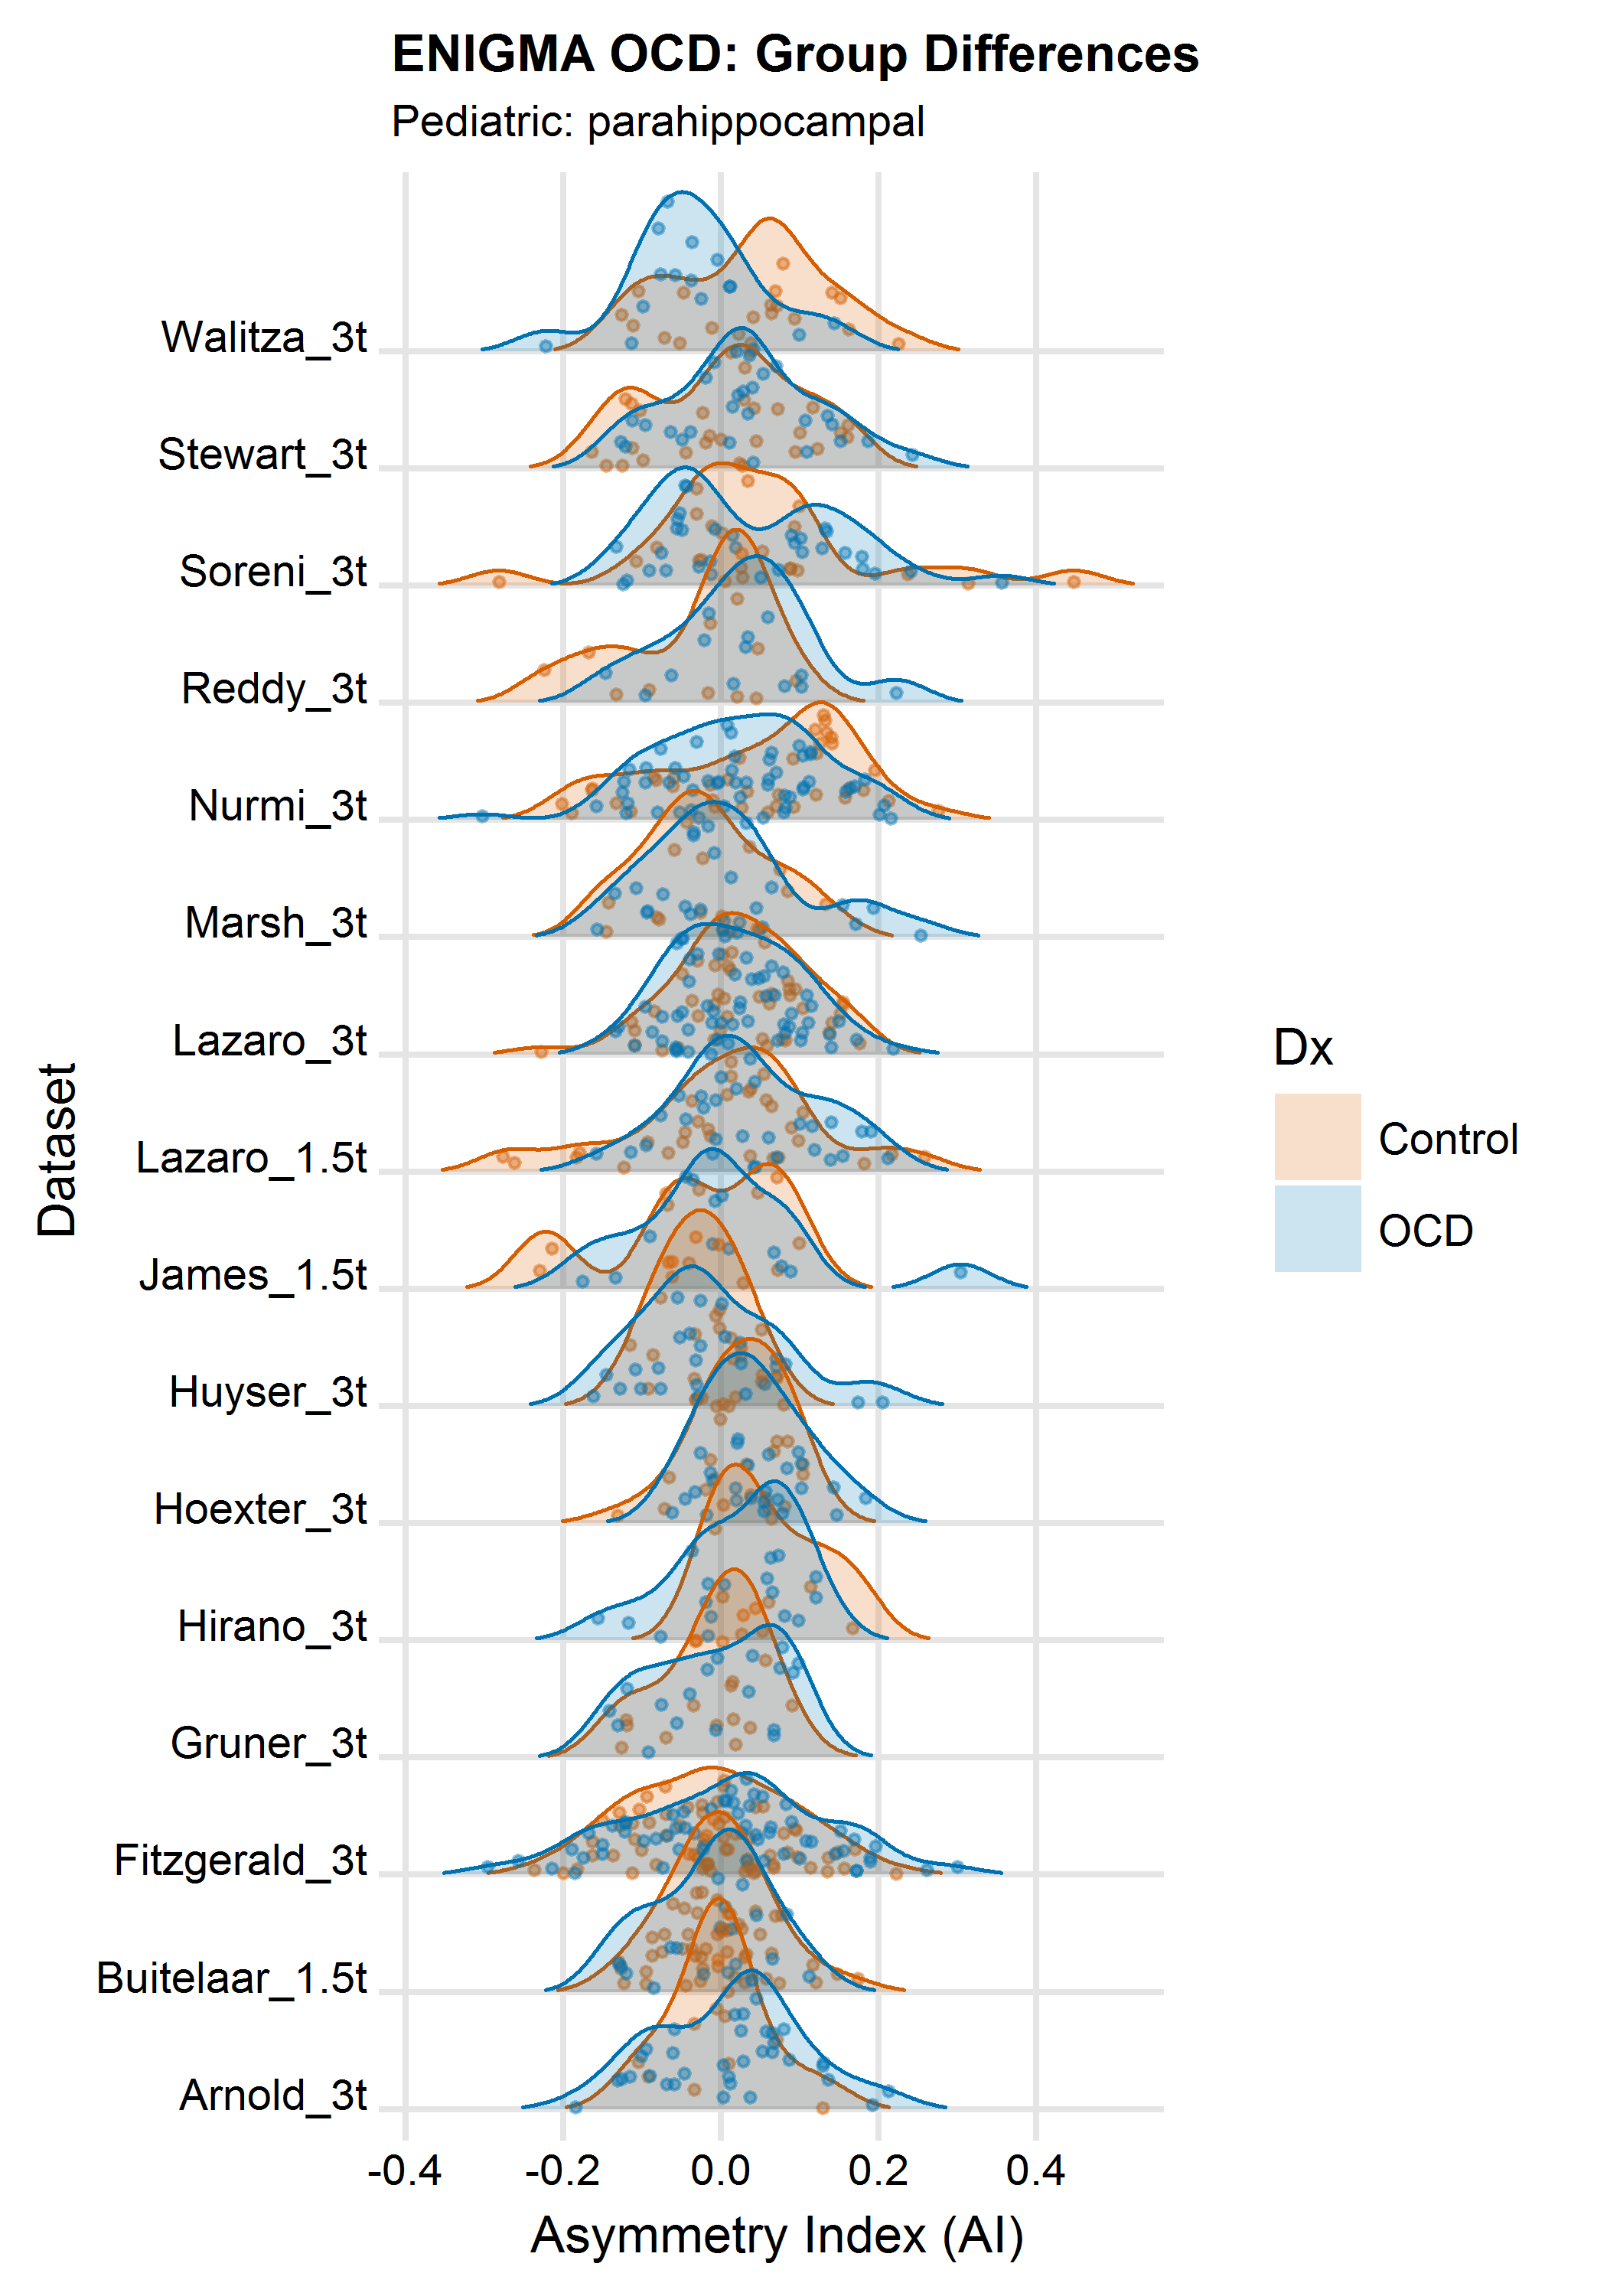 ENIGMA OCD: Group Differences
Pediatric: parahippocampal
Walitza_3t
Stewart_3t
Soreni_3t
Reddy_3t
Nurmi_3t
Marsh_3t
Lazaro_3t
Lazaro_1.5t
James_1.5t
Huyser_3t
Hoexter_3t
Hirano_3t
Gruner_3t
Fitzgerald_3t
Buitelaar_1.5t
Arnold_3t
Dataset
-0.4 -0.2 0.0 0.2 0.4
Asymmetry Index (AI)
Dx
Control
OCD